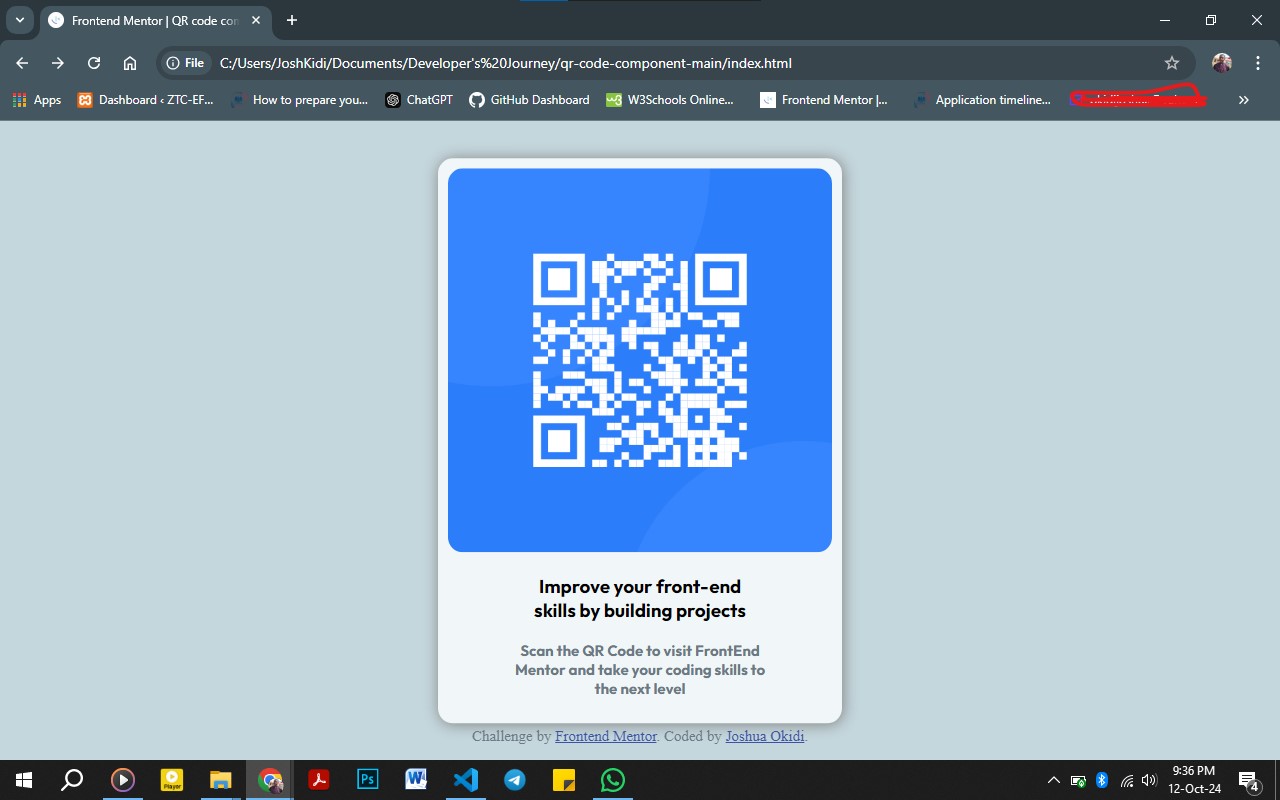 Frontend Mentor | QR code con
File C:/Users/JoshKidi/Documents/Developer's%20Journey/qr-code-component-main/index.html
Apps Dashboard ‹ ZTC-EF... How to prepare you... ChatGPT GitHub Dashboard W3Schools Online... Frontend Mentor |... Application timeline...
Improve your front-end
skills by building projects
Scan the QR Code to visit FrontEnd
Mentor and take your coding skills to
the next level
Challenge by Frontend Mentor. Coded by Joshua Okidi.
Player
Ps
9:36 PM
12-Oct-24
4